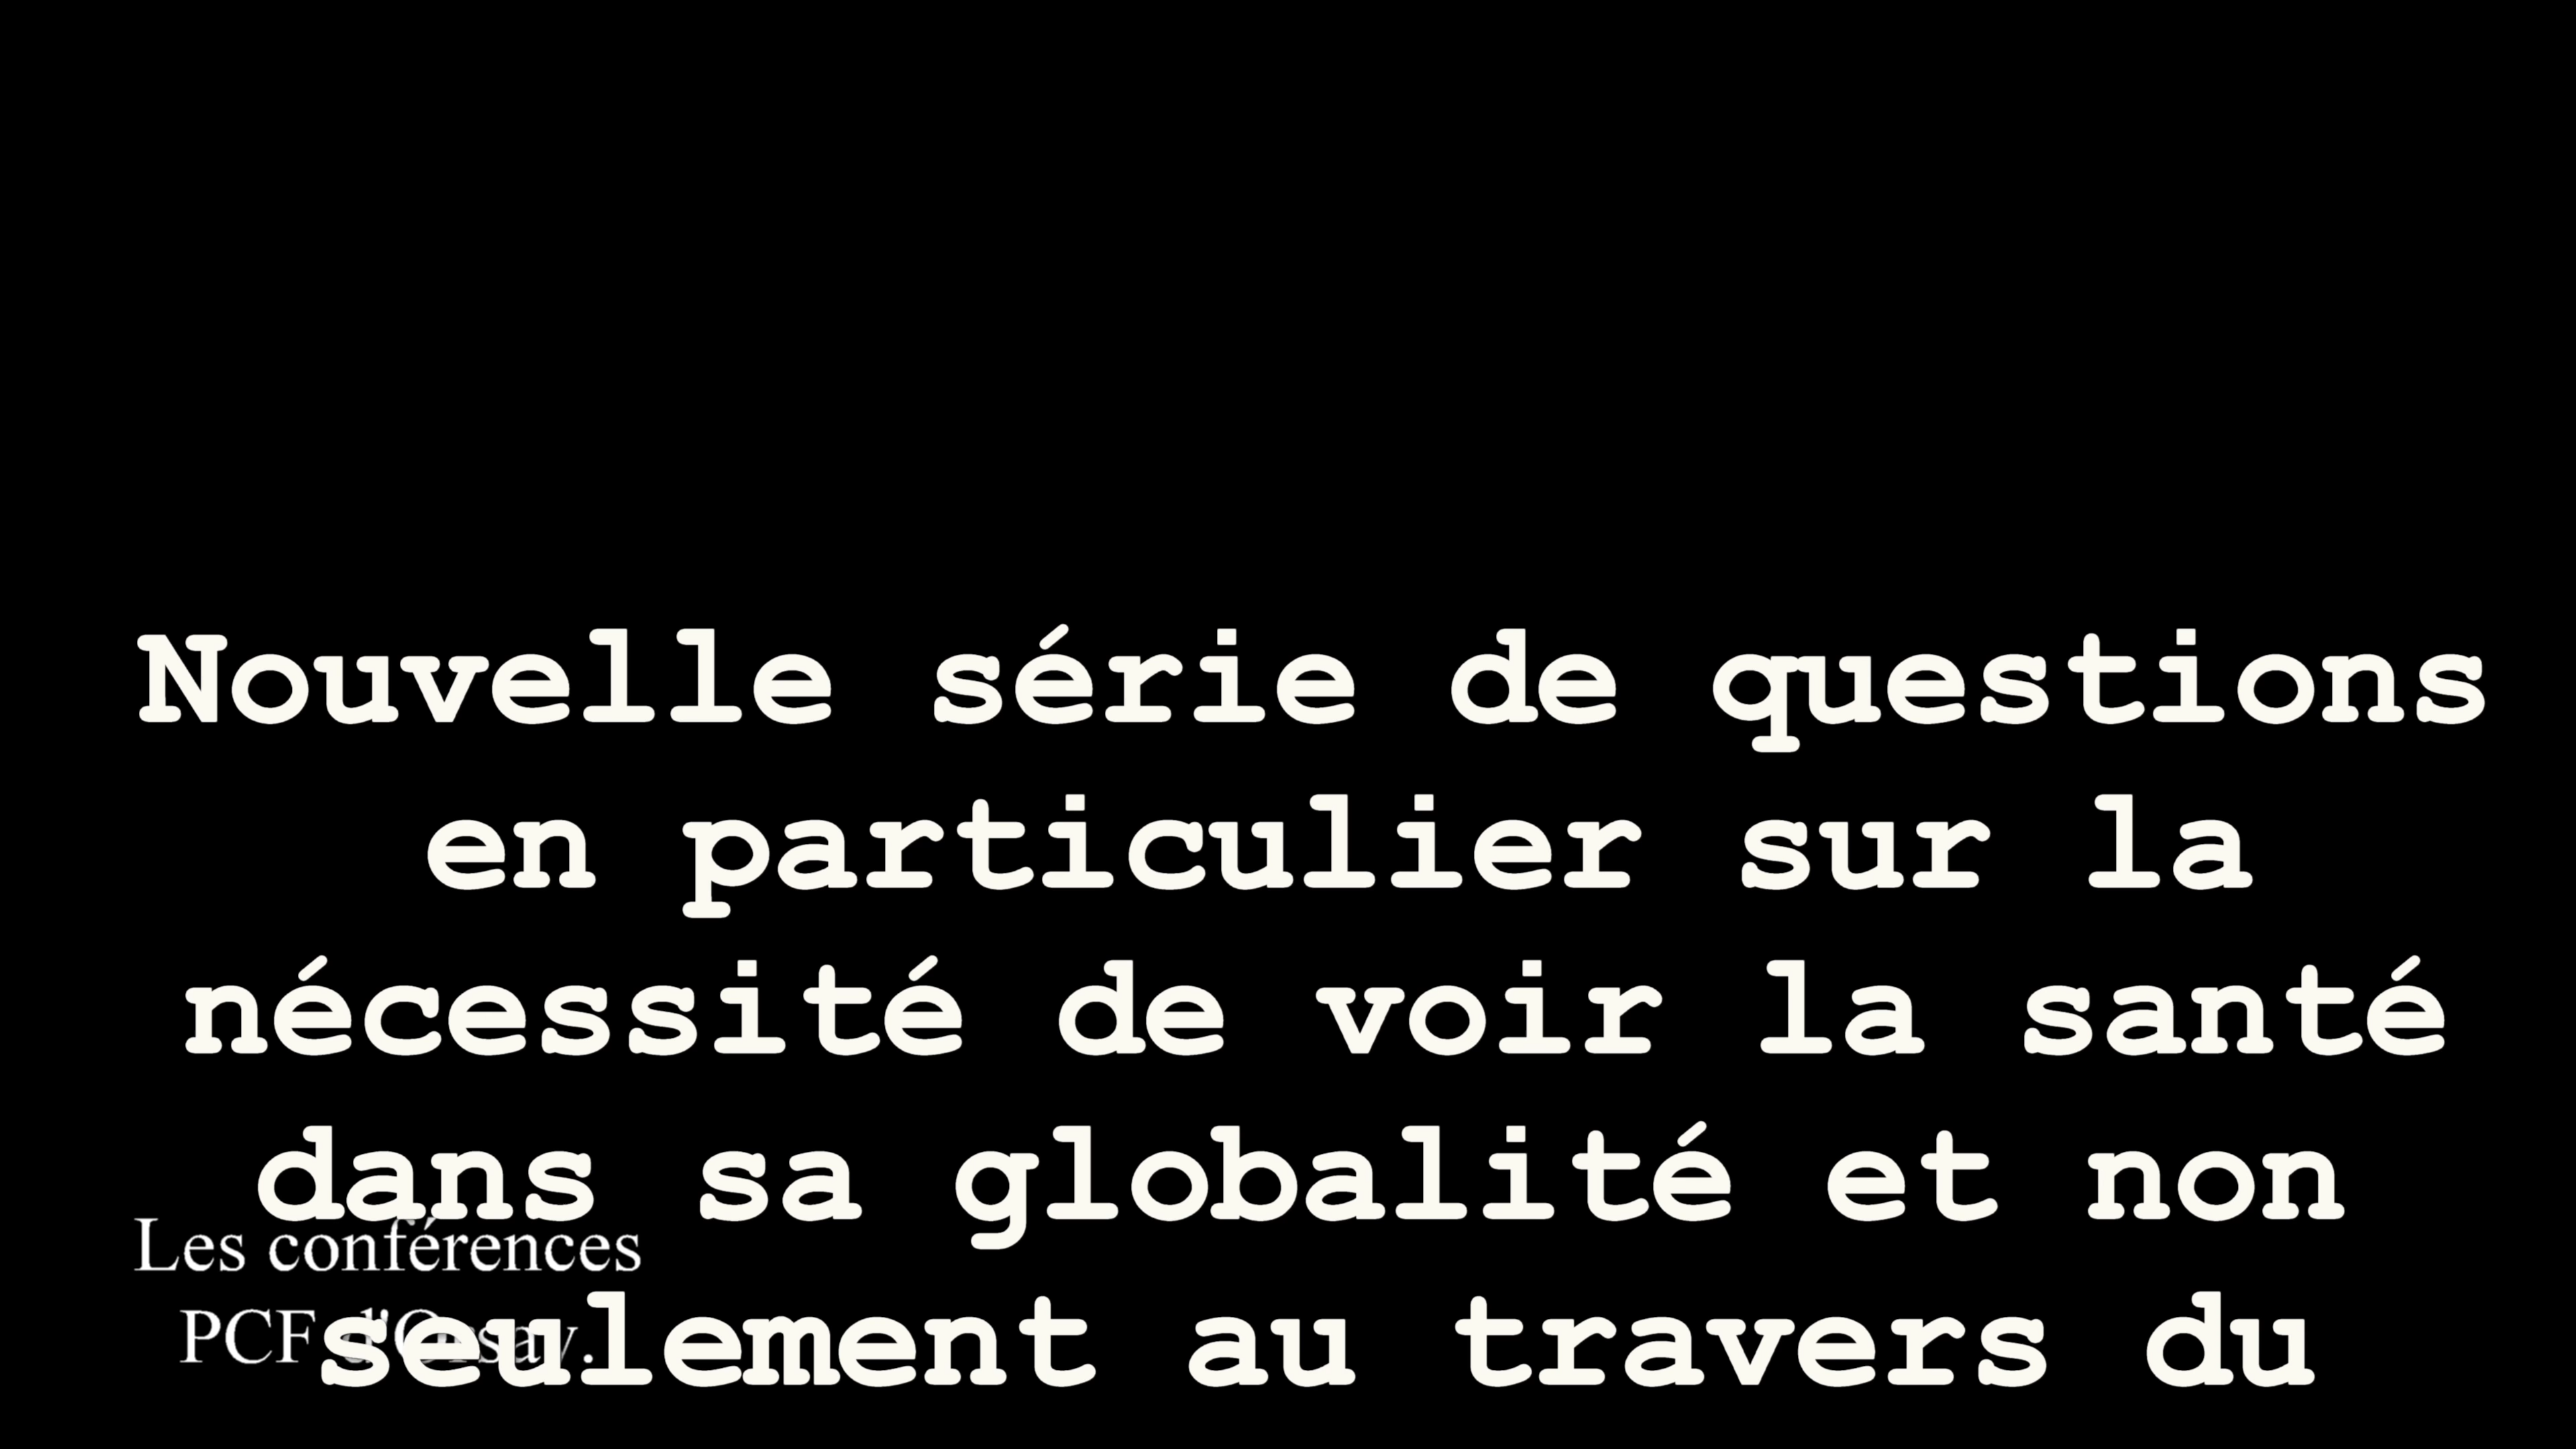 Nouvelle série de questions
en particulier sur la
nécessité de voir la santé
dans sa globalité et non
seulement au travers du
Les conférences
PCF d'Orsay.